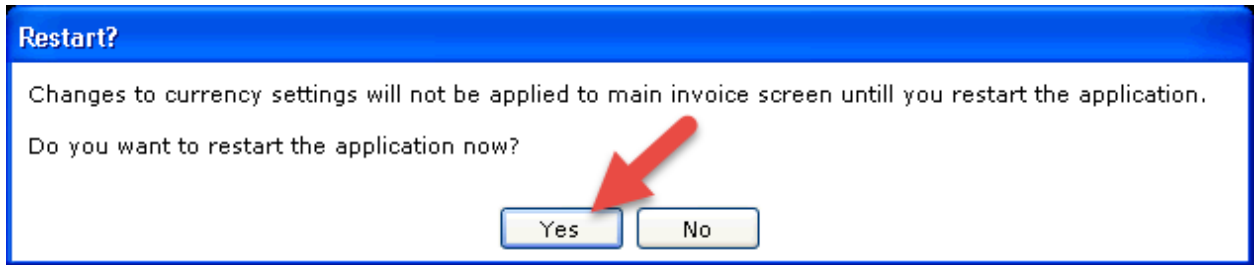 Restart?
Changes to currency settings will not be applied to main invoice screen untill you restart the application.
Do you want to restart the application now?
Yes No